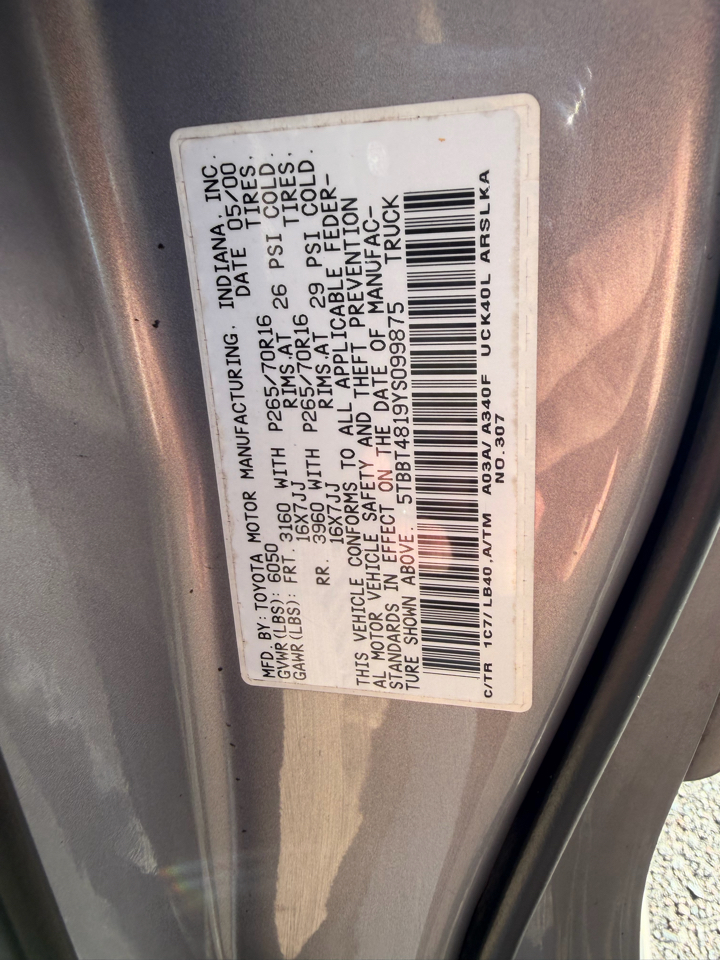 MFD. BY: TOYOTA MOTOR MANUFACTURING, INDIANA, INC.
GVWR(LBS): 6050 DATE 05/00
GAWR(LBS): FRT. 3160 WITH P265/70R16 TIRES,
16X7JJ RIMS,AT 26 PSI COLD.
RR. 3960 WITH P265/70R16 TIRES,
16X7JJ RIMS,AT 29 PSI COLD.
THIS VEHICLE CONFORMS TO ALL APPLICABLE FEDER-
AL MOTOR VEHICLE SAFETY AND THEFT PREVENTION
STANDARDS IN EFFECT ON THE DATE OF MANUFAC-
TURE SHOWN ABOVE. 5TBBT4819YS099875 TRUCK
C/TR 1C7/LB40,A/TM A03A/A340F UCK40L ARSLKA
NO.307